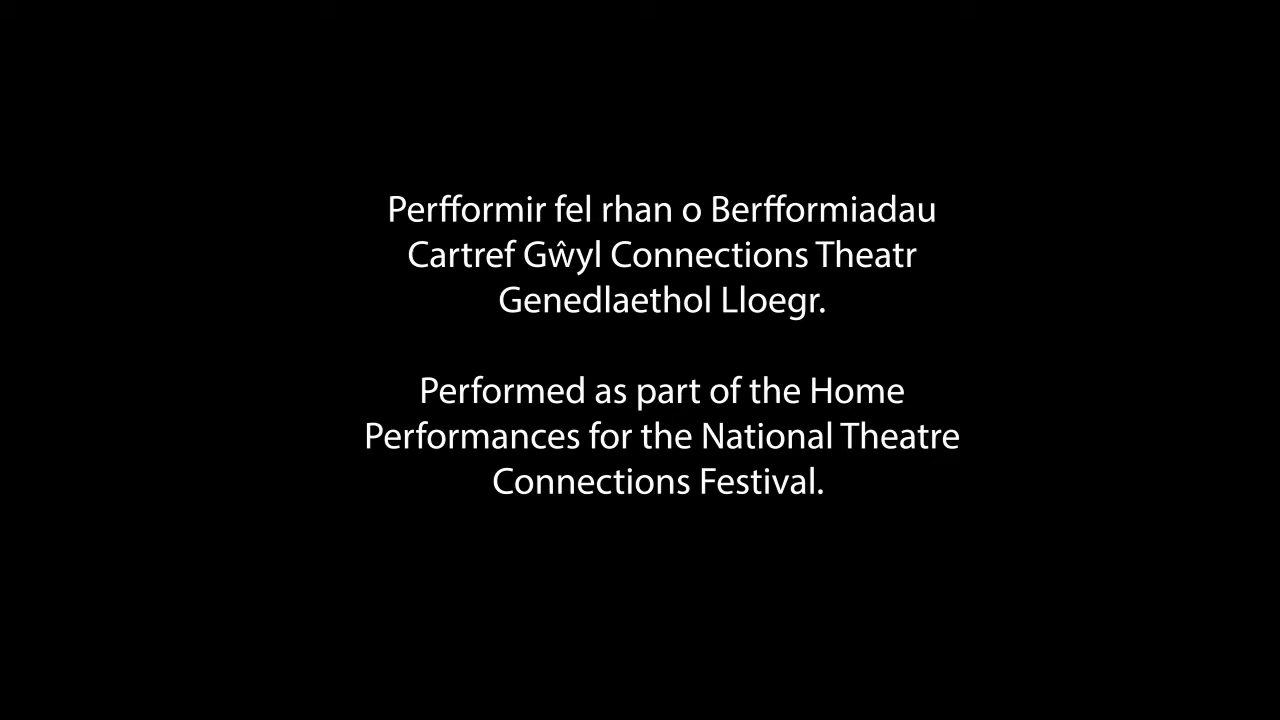 Perfformir fel rhan o Berfformiadau
Cartref Gŵyl Connections Theatr
Genedlaethol Lloegr.
Performed as part of the Home
Performances for the National Theatre
Connections Festival.